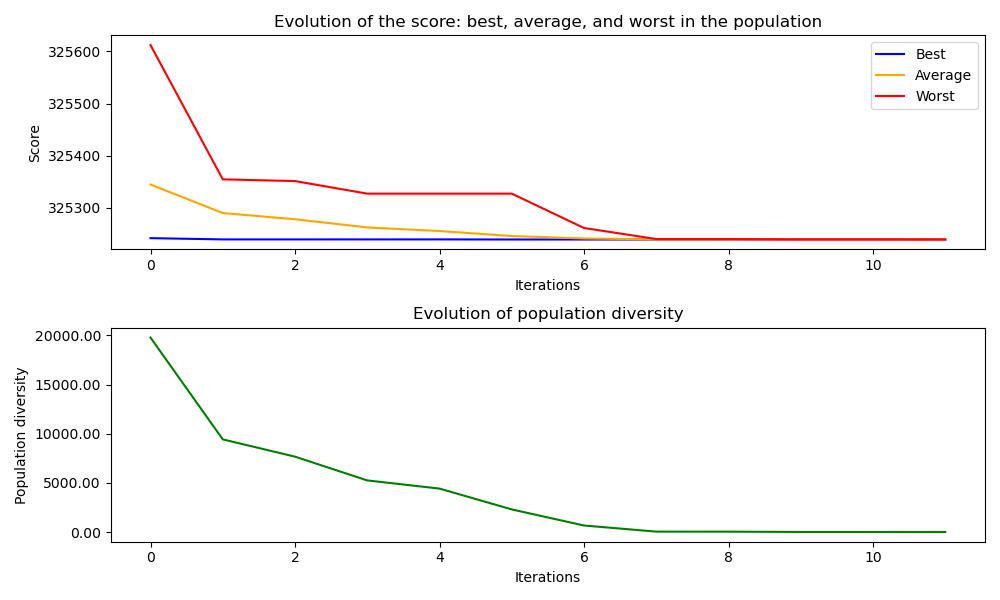 Evolution of the score: best, average, and worst in the population
325600
325500
325400
325300
Score
Best
Average
Worst
0 2 4 6 8 10
Iterations
Evolution of population diversity
20000.00
15000.00
10000.00
5000.00
0.00
Population diversity
0 2 4 6 8 10
Iterations